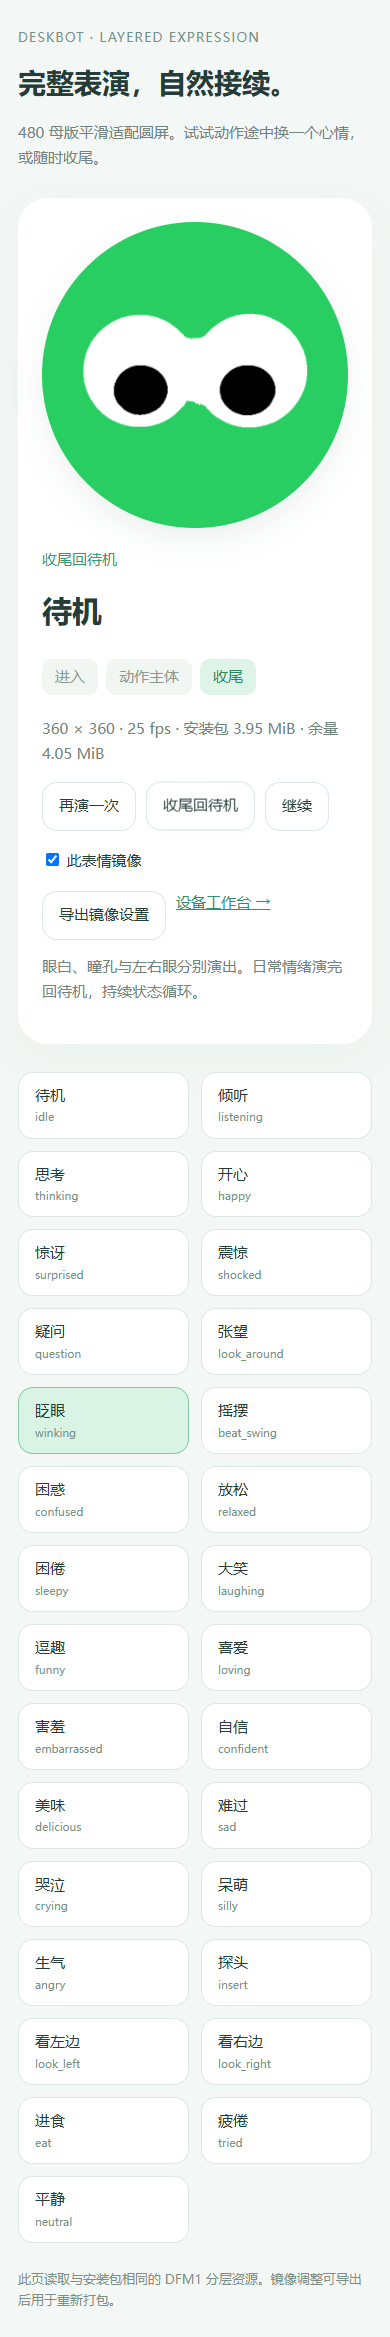 DESKBOT · LAYERED EXPRESSION
完整表演，自然接续。
480 母版平滑适配圆屏。试试动作途中换一个心情，
或随时收尾。
收尾回待机
待机
进入 动作主体 收尾
360 × 360 · 25 fps · 安装包 3.95 MiB · 余量
4.05 MiB
再演一次 收尾回待机 继续
此表情镜像
导出镜像设置 设备工作台 →
眼白、瞳孔与左右眼分别演出。日常情绪演完
回待机，持续状态循环。
待机 倾听
idle listening
思考 开心
thinking happy
惊讶 震惊
surprised shocked
疑问 张望
question look_around
眨眼 摇摆
winking beat_swing
困惑 放松
confused relaxed
困倦 大笑
sleepy laughing
逗趣 喜爱
funny loving
害羞 自信
embarrassed confident
美味 难过
delicious sad
哭泣 呆萌
crying silly
生气 探头
angry insert
看左边 看右边
look_left look_right
进食 疲倦
eat tried
平静
neutral
此页读取与安装包相同的 DFM1 分层资源。镜像调整可导出
后用于重新打包。